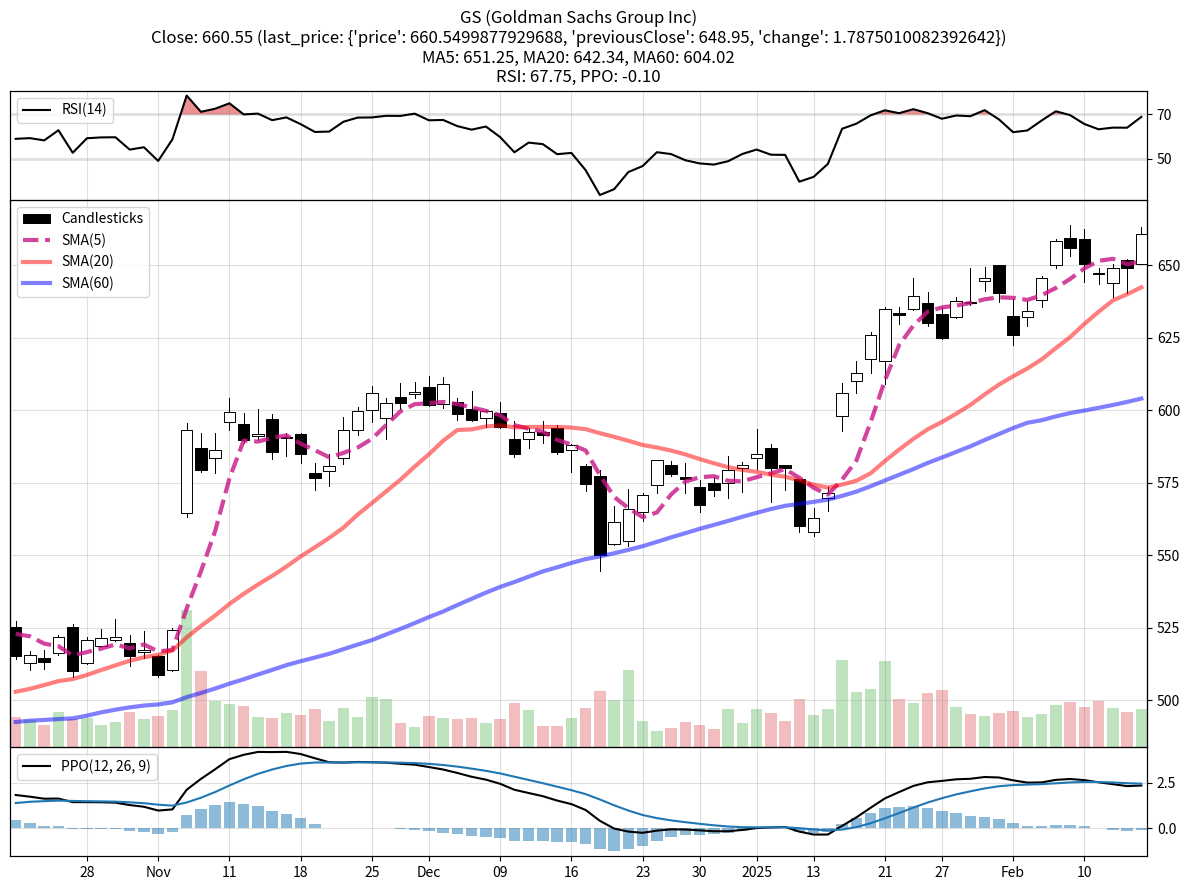 GS (Goldman Sachs Group Inc)
Close: 660.55 (last_price: {'price': 660.5499877929688, 'previousClose': 648.95, 'change': 1.7875010082392642})
MA5: 651.25, MA20: 642.34, MA60: 604.02
RSI: 67.75, PPO: -0.10
RSI(14)
70
50
Candlesticks
SMA(5)
SMA(20)
SMA(60)
650
625
600
575
550
525
500
PPO(12, 26, 9)
2.5
0.0
28 Nov 11 18 25 Dec 09 16 23 30 2025 13 21 27 Feb 10